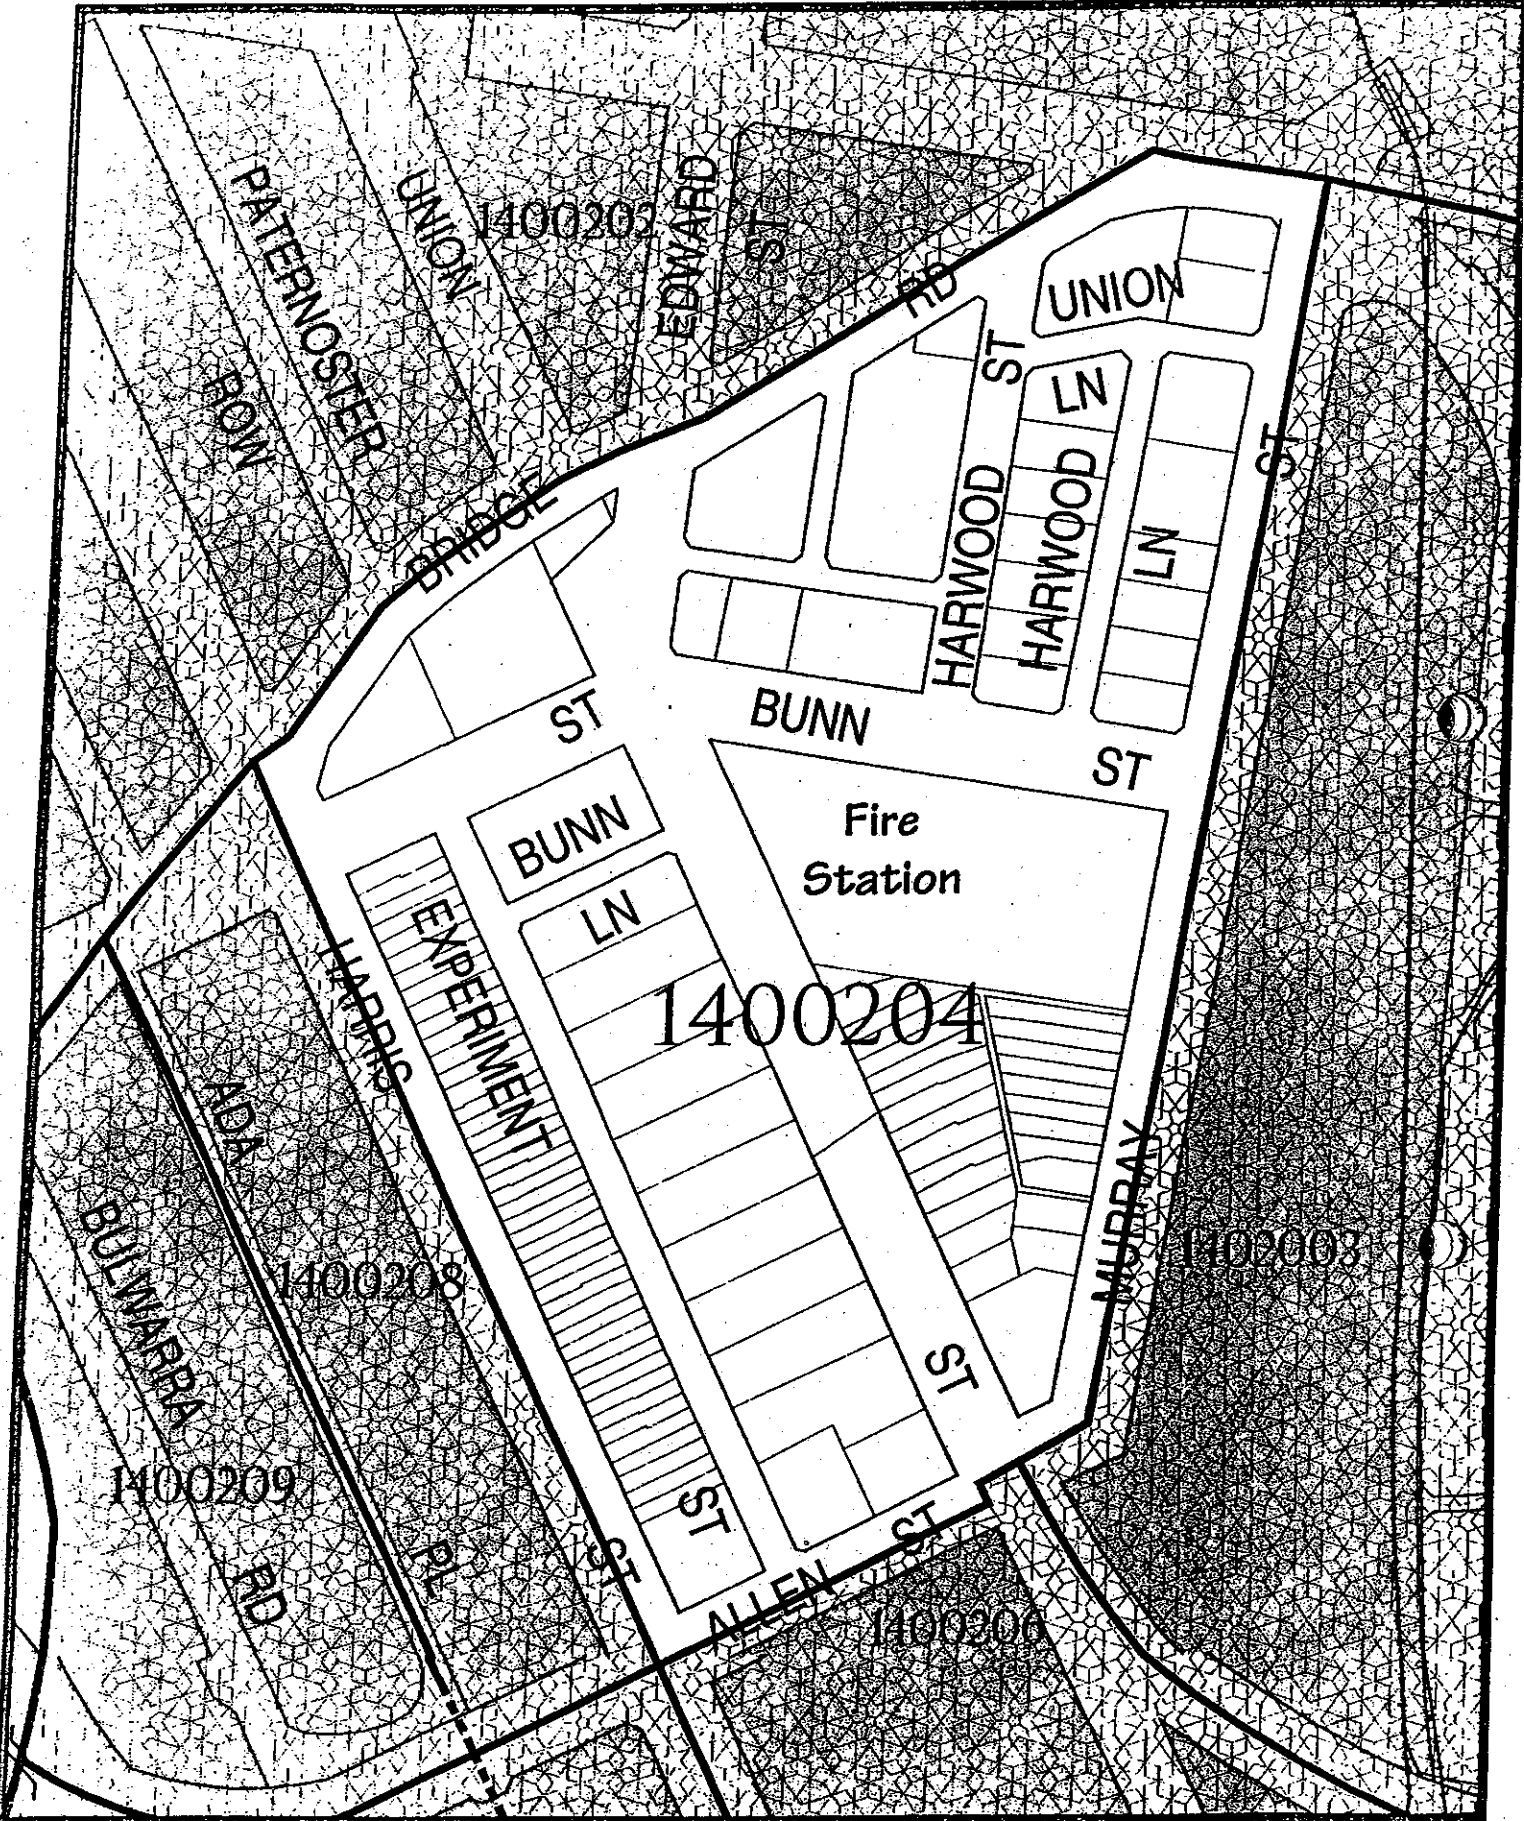 PATERNOSTER
ROW
UNION
1400202
EDWARD
ST
BRIDGE
RD
UNION
ST
LN
HARWOOD
HARWOOD
LN
ST
BUNN
ST
ST
BUNN
LN
Fire
Station
EXPERIMENT
HARRIS
1400204
ADA
BULWARRA
1400208
MURRAY
1402003
ST
1400209
RD
PL
ST
ST
ALLEN
ST
1400206